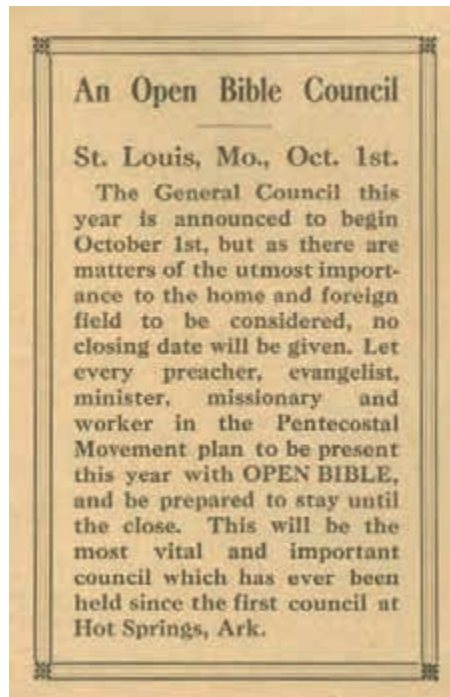 An Open Bible Council
St. Louis, Mo., Oct. 1st.
The General Council this
year is announced to begin
October 1st, but as there are
matters of the utmost import-
ance to the home and foreign
field to be considered, no
closing date will be given. Let
every preacher, evangelist,
minister, missionary and
worker in the Pentecostal
Movement plan to be present
this year with OPEN BIBLE,
and be prepared to stay until
the close. This will be the
most vital and important
council which has ever been
held since the first council at
Hot Springs, Ark.